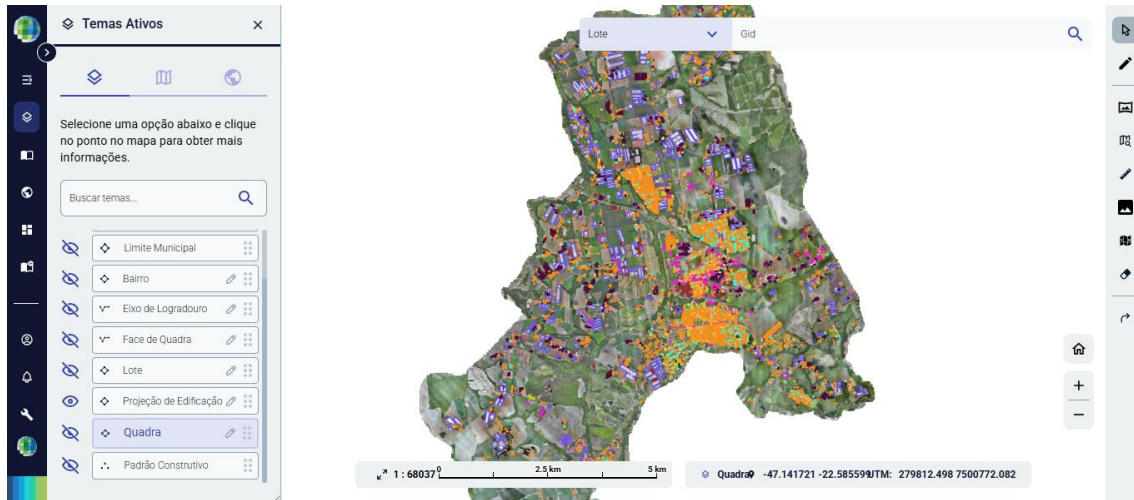 Temas Ativos
Lote
Gid
Selecione uma opção abaixo e clique
no ponto no mapa para obter mais
informações.
Buscar temas...
Limite Municipal
Bairro
Eixo de Logradouro
Face de Quadra
Lote
Projeção de Edificação
Quadra
Padrão Construtivo
1 : 68037
0
2.5 km
5 km
Quadra
-47.141721 -22.585599
UTM: 279812.498 7500772.082